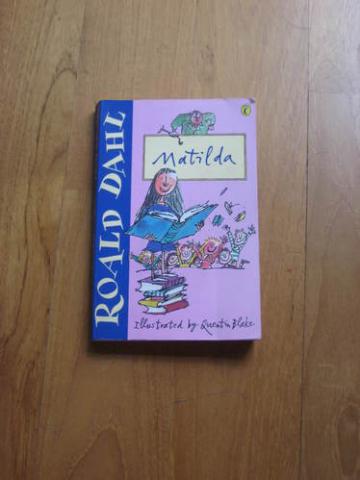 ROALD DAHL
Matilda
Illustrated by Quentin Blake